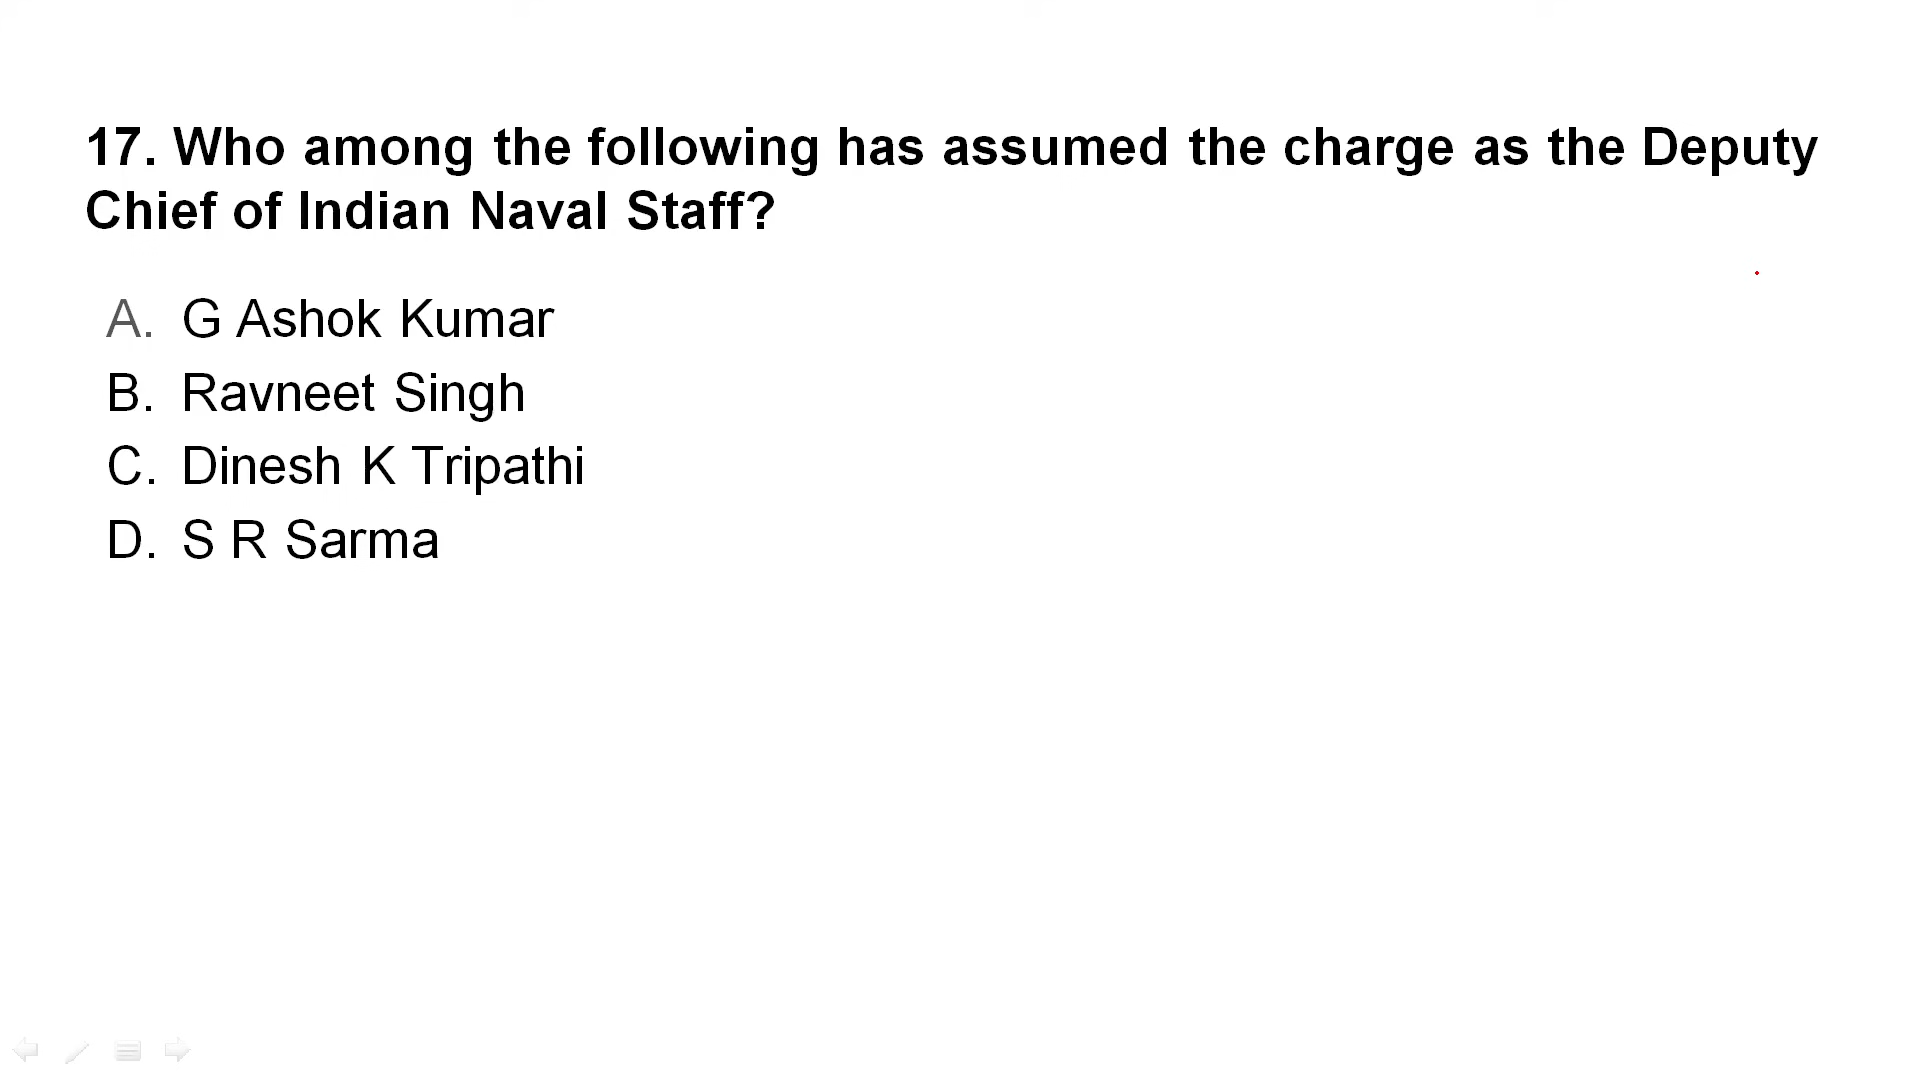 17. Who among the following has assumed the charge as the Deputy
Chief of Indian Naval Staff?
A. G Ashok Kumar
B. Ravneet Singh
C. Dinesh K Tripathi
D. S R Sarma